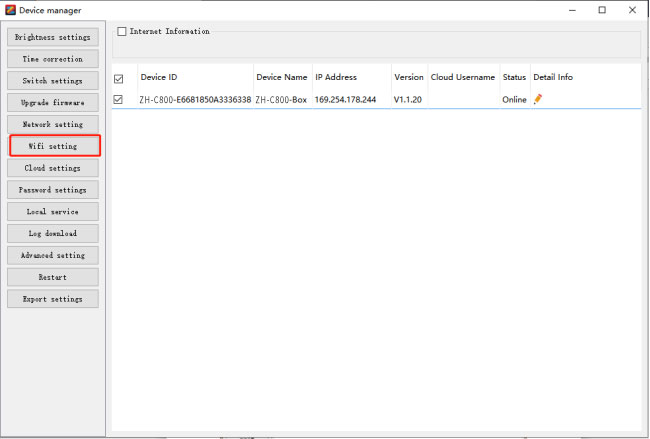 Device manager
Brightness settings
Time correction
Switch settings
Upgrade firmware
Network setting
Wifi setting
Cloud settings
Password settings
Local service
Log download
Advanced setting
Restart
Export settings
Internet Information
Device ID Device Name IP Address Version Cloud Username Status Detail Info
ZH-C800-E6681850A3336338 ZH-C800-Box 169.254.178.244 V1.1.20 Online